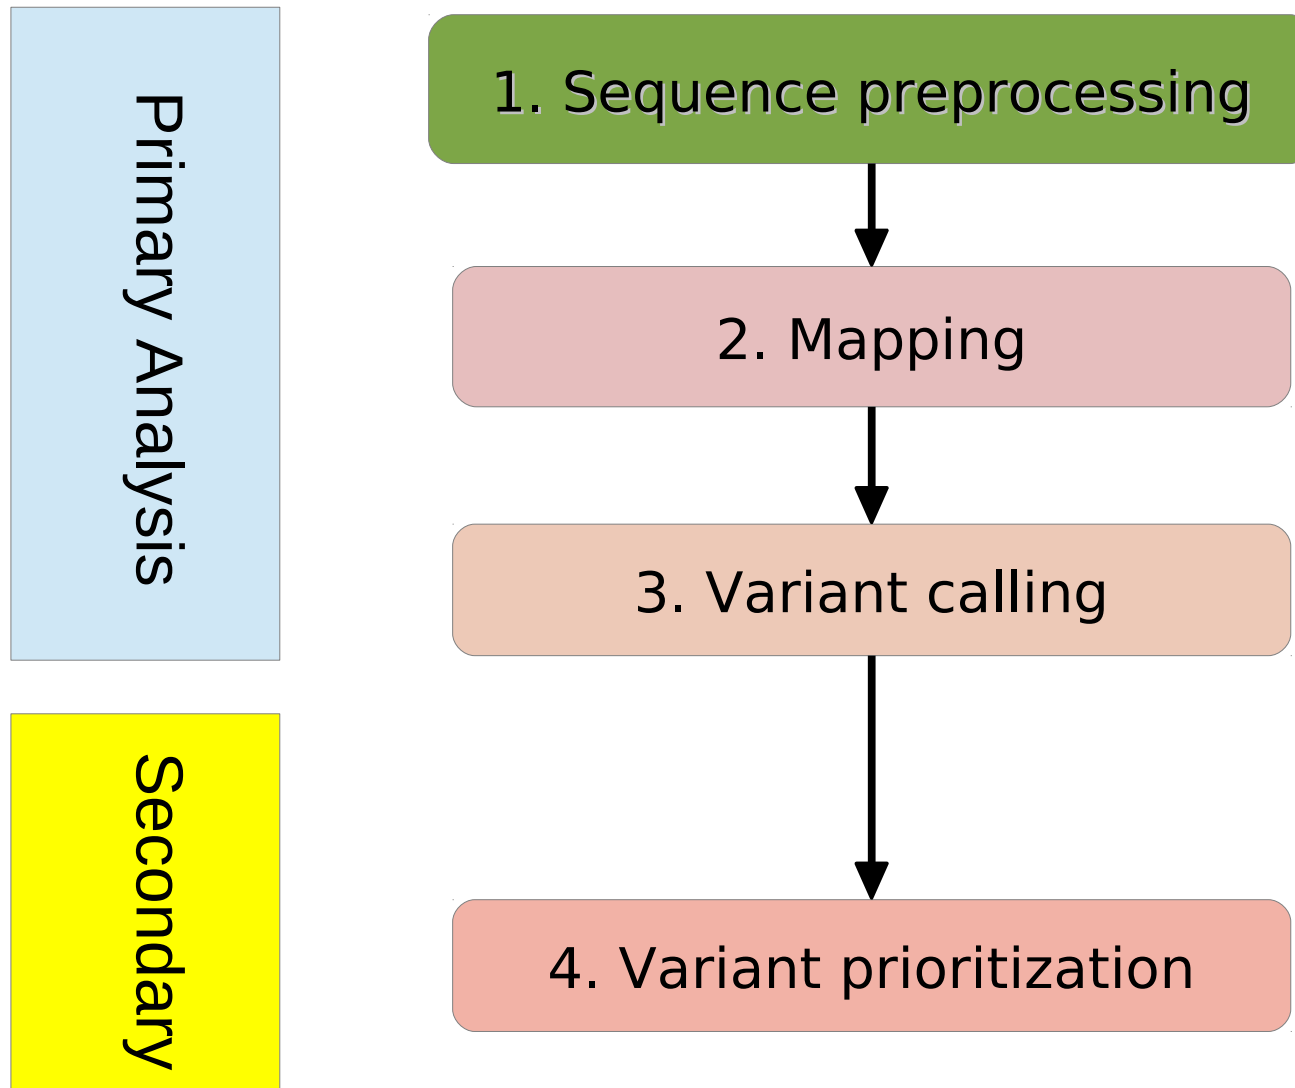 Primary Analysis
1. Sequence preprocessing
2. Mapping
3. Variant calling
Secondary
4. Variant prioritization